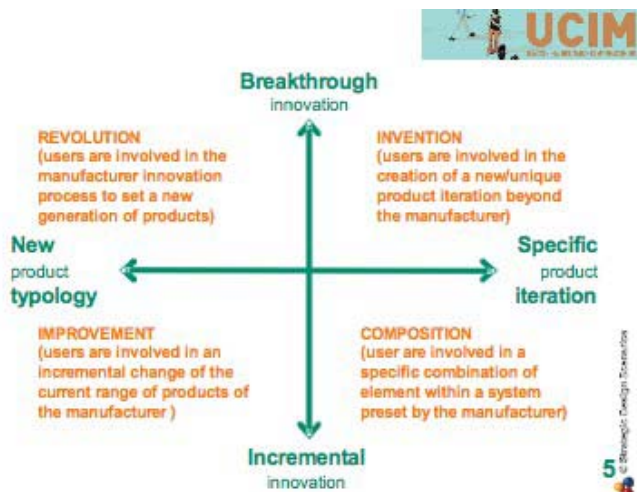 UCIM
Breakthrough
innovation
REVOLUTION
(users are involved in the
manufacturer innovation
process to set a new
generation of products)
INVENTION
(users are involved in the
creation of a new/unique
product iteration beyond
the manufacturer)
New
product
typology
Specific
product
iteration
IMPROVEMENT
(users are involved in an
incremental change of the
current range of products of
the manufacturer )
COMPOSITION
(user are involved in a
specific combination of
element within a system
preset by the manufacturer)
Incremental
innovation
5
© Strategic Design Scenarios